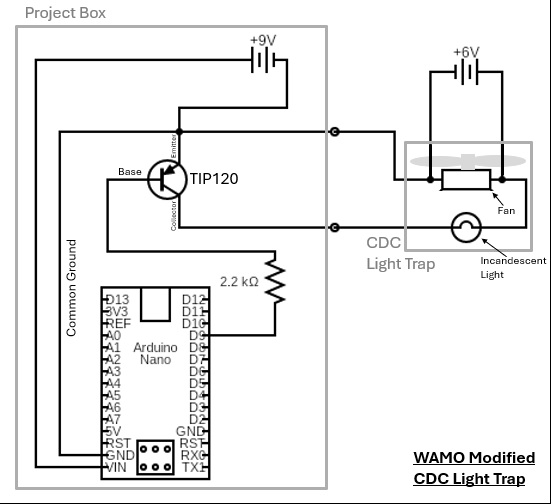 Project Box
+9V
+6V
Emitter
Base
TIP120
Collector
Fan
CDC
Light Trap
Incandescent
Light
2.2 kΩ
Common Ground
D13
3V3
REF
A0
A1
A2
A3
A4
A5
A6
A7
5V
RST
GND
VIN
Arduino
Nano
D12
D11
D10
D9
D8
D7
D6
D5
D4
D3
D2
GND
RST
RX0
TX1
WAMO Modified
CDC Light Trap